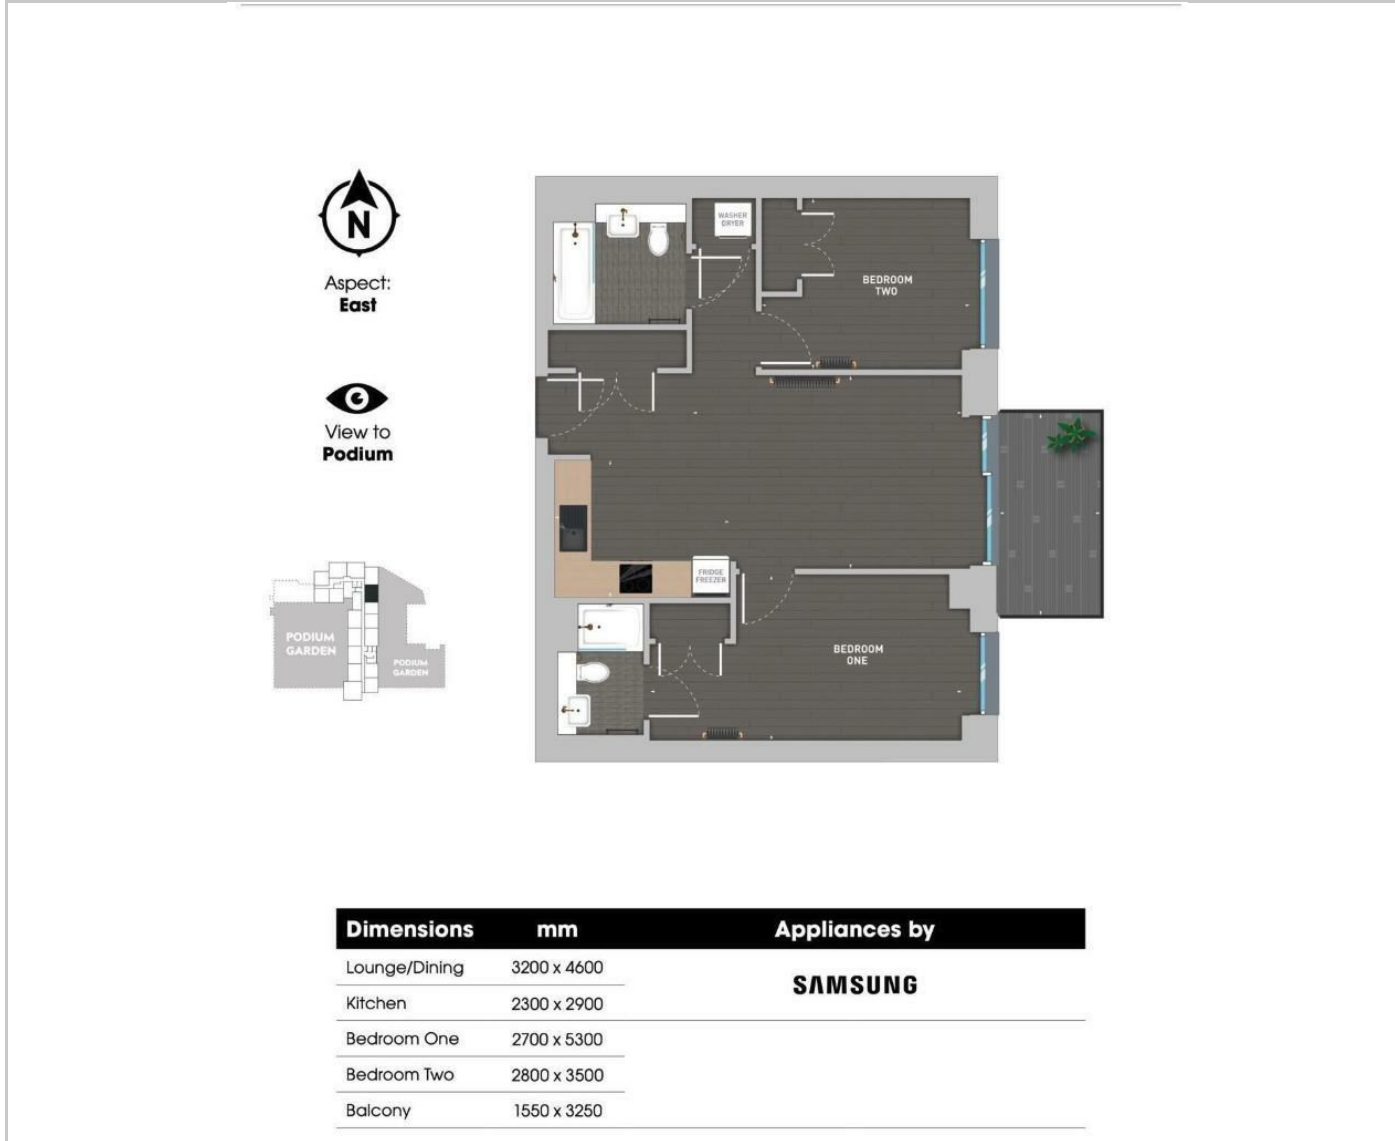 N
Aspect:
East
View to
Podium
PODIUM
GARDEN
PODIUM
GARDEN
WASHER
DRYER
BEDROOM
TWO
FRIDGE
FREEZER
BEDROOM
ONE
Dimensions mm Appliances by
Lounge/Dining 3200 x 4600
SAMSUNG
Kitchen 2300 x 2900
Bedroom One 2700 x 5300
Bedroom Two 2800 x 3500
Balcony 1550 x 3250